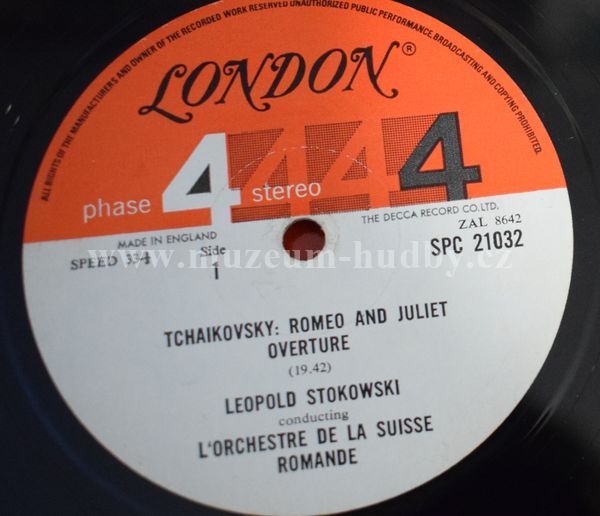 ALL RIGHTS OF THE MANUFACTURERS AND OWNER OF THE RECORDED WORK RESERVED UNAUTHORIZED PUBLIC PERFORMANCE, BROADCASTING AND COPYING PROHIBITED.
LONDON®
phase 4 stereo 4 4 4
THE DECCA RECORD CO. LTD.
MADE IN ENGLAND
ZAL 8642
SPEED 33⅓
Side
1
SPC 21032
www.muzeum-hudby.cz
TCHAIKOVSKY: ROMEO AND JULIET
OVERTURE
(19.42)
LEOPOLD STOKOWSKI
conducting
L'ORCHESTRE DE LA SUISSE
ROMANDE